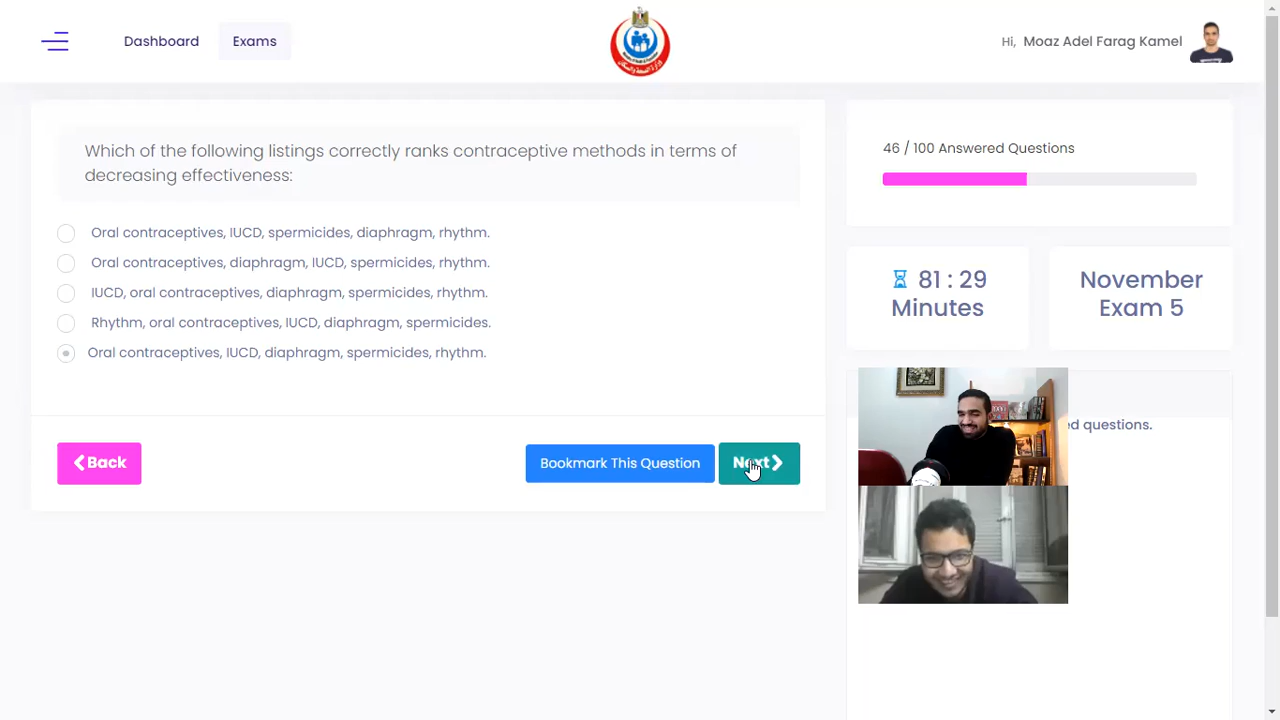 Dashboard
Exams
Hi, Moaz Adel Farag Kamel
Which of the following listings correctly ranks contraceptive methods in terms of
decreasing effectiveness:
Oral contraceptives, IUCD, spermicides, diaphragm, rhythm.
Oral contraceptives, diaphragm, IUCD, spermicides, rhythm.
IUCD, oral contraceptives, diaphragm, spermicides, rhythm.
Rhythm, oral contraceptives, IUCD, diaphragm, spermicides.
Oral contraceptives, IUCD, diaphragm, spermicides, rhythm.
Back
Bookmark This Question
Next
46 / 100 Answered Questions
81 : 29
Minutes
November
Exam 5
ed questions.